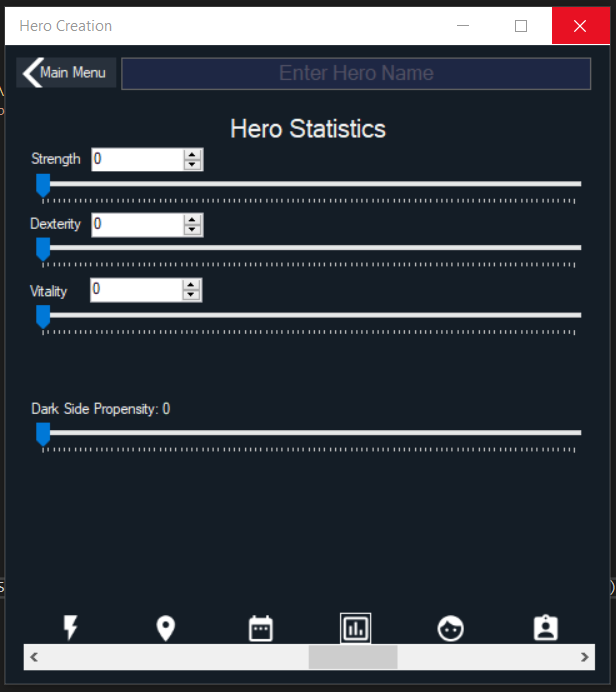 Hero Creation
Main Menu
Enter Hero Name
Hero Statistics
Strength 0
Dexterity 0
Vitality 0
Dark Side Propensity: 0